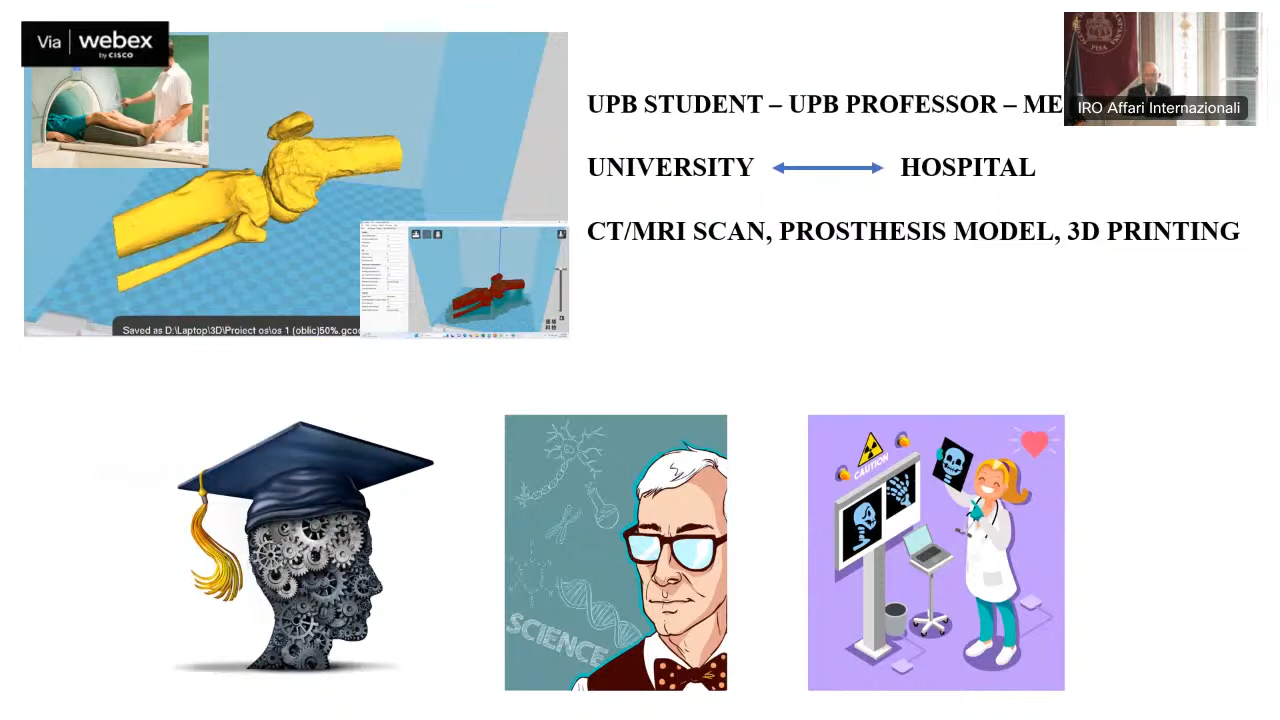 Via webex
by CISCO
UPB STUDENT – UPB PROFESSOR – ME
IRO Affari Internazionali
UNIVERSITY HOSPITAL
CT/MRI SCAN, PROSTHESIS MODEL, 3D PRINTING
Saved as D:\Laptop\3D\Project os\os 1 (oblic)50%.gco
CAUTION
SCIENCE